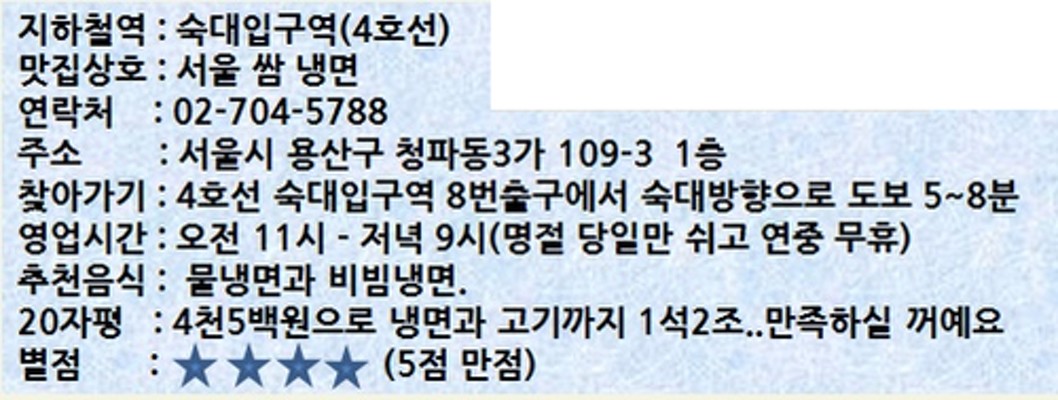 지하철역 : 숙대입구역(4호선)
맛집상호 : 서울 쌈 냉면
연락처 : 02-704-5788
주소 : 서울시 용산구 청파동3가 109-3 1층
찾아가기 : 4호선 숙대입구역 8번출구에서 숙대방향으로 도보 5~8분
영업시간 : 오전 11시 - 저녁 9시(명절 당일만 쉬고 연중 무휴)
추천음식 : 물냉면과 비빔냉면.
20자평 : 4천5백원으로 냉면과 고기까지 1석2조..만족하실 꺼예요
별점 : ★★★★ (5점 만점)